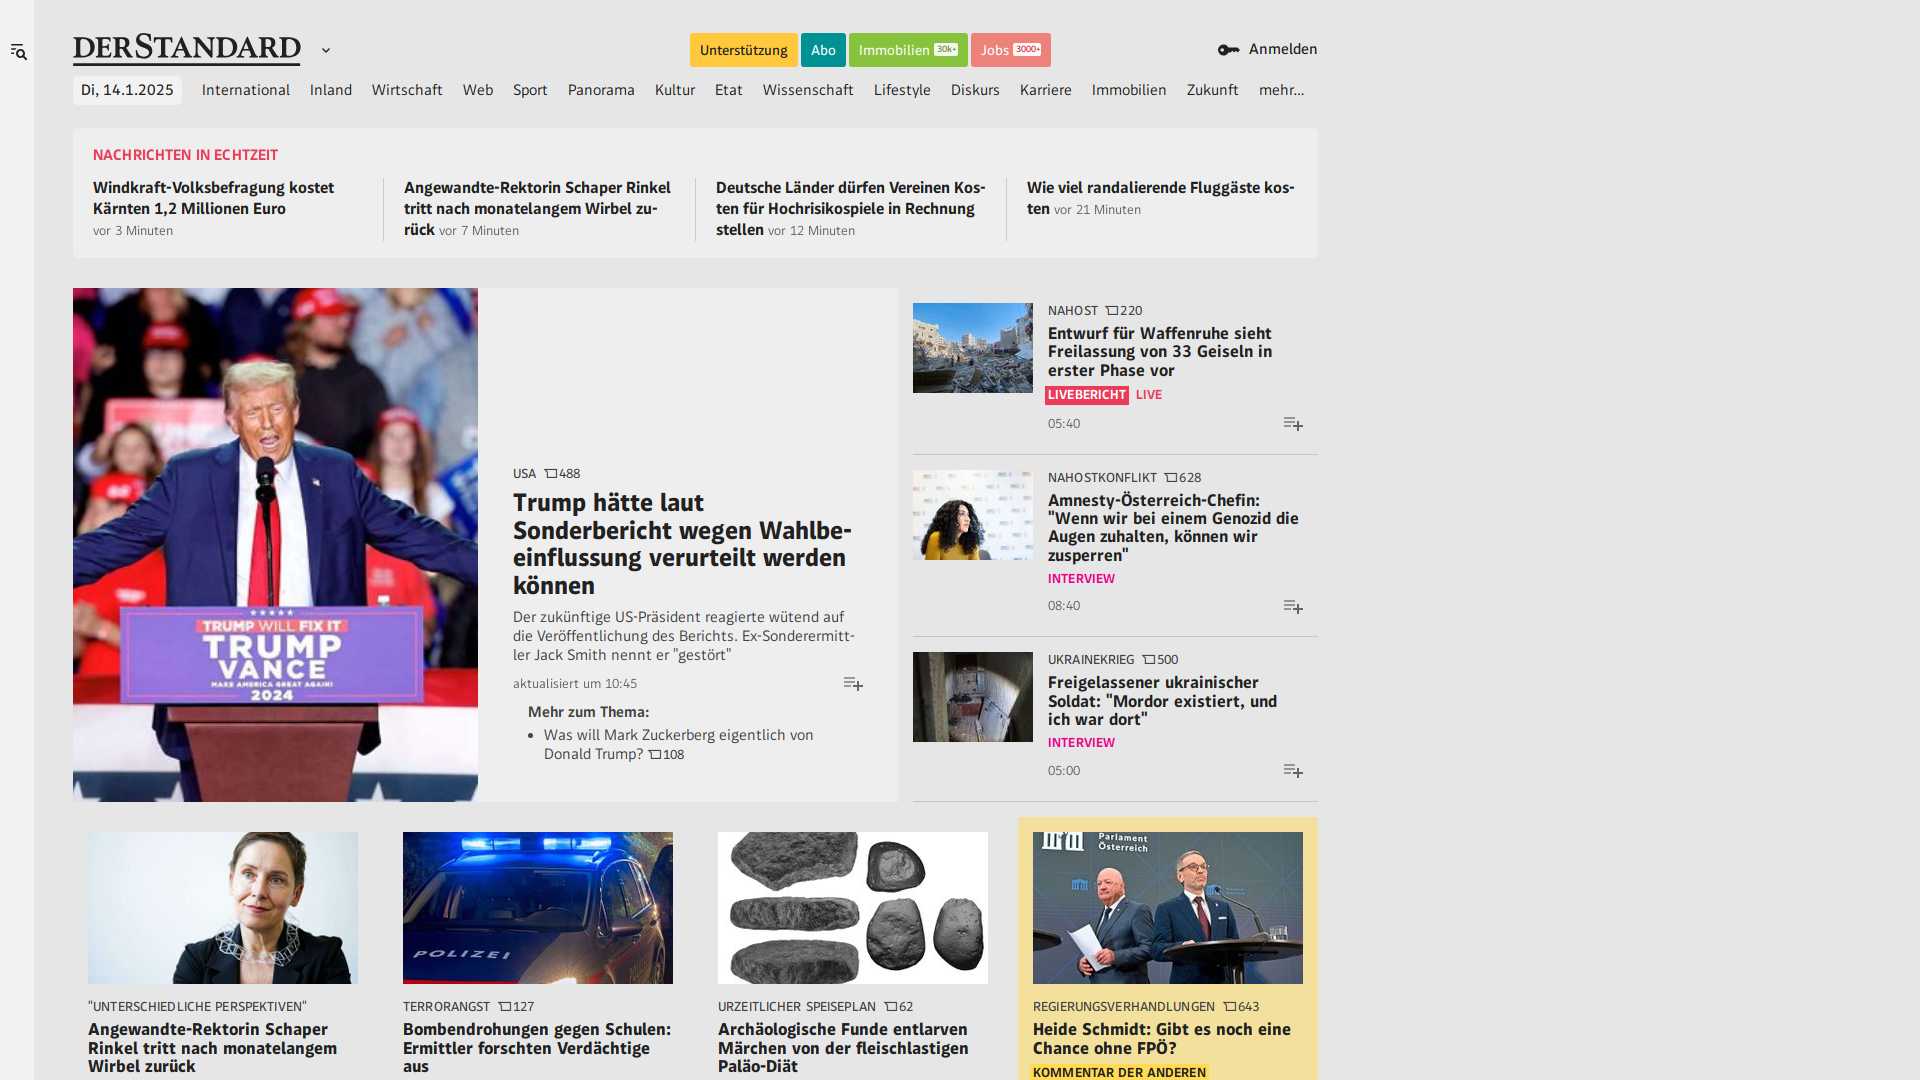 DERSTANDARD
Unterstützung Abo Immobilien 30k+ Jobs 3000+
Anmelden
Di, 14.1.2025 International Inland Wirtschaft Web Sport Panorama Kultur Etat Wissenschaft Lifestyle Diskurs Karriere Immobilien Zukunft mehr...
NACHRICHTEN IN ECHTZEIT
Windkraft-Volksbefragung kostet
Kärnten 1,2 Millionen Euro
vor 3 Minuten
Angewandte-Rektorin Schaper Rinkel
tritt nach monatelangem Wirbel zu-
rück vor 7 Minuten
Deutsche Länder dürfen Vereinen Kos-
ten für Hochrisikospiele in Rechnung
stellen vor 12 Minuten
Wie viel randalierende Fluggäste kos-
ten vor 21 Minuten
TRUMP WILL FIX IT
TRUMP
VANCE
MAKE AMERICA GREAT AGAIN!
2024
USA 488
Trump hätte laut
Sonderbericht wegen Wahlbe-
einflussung verurteilt werden
können
Der zukünftige US-Präsident reagierte wütend auf
die Veröffentlichung des Berichts. Ex-Sonderermitt-
ler Jack Smith nennt er "gestört"
aktualisiert um 10:45
Mehr zum Thema:
• Was will Mark Zuckerberg eigentlich von
Donald Trump? 108
NAHOST 220
Entwurf für Waffenruhe sieht
Freilassung von 33 Geiseln in
erster Phase vor
LIVEBERICHT LIVE
05:40
NAHOSTKONFLIKT 628
Amnesty-Österreich-Chefin:
"Wenn wir bei einem Genozid die
Augen zuhalten, können wir
zusperren"
INTERVIEW
08:40
UKRAINEKRIEG 500
Freigelassener ukrainischer
Soldat: "Mordor existiert, und
ich war dort"
INTERVIEW
05:00
"UNTERSCHIEDLICHE PERSPEKTIVEN"
Angewandte-Rektorin Schaper
Rinkel tritt nach monatelangem
Wirbel zurück
POLIZEI
TERRORANGST 127
Bombendrohungen gegen Schulen:
Ermittler forschten Verdächtige
aus
URZEITLICHER SPEISEPLAN 62
Archäologische Funde entlarven
Märchen von der fleischlastigen
Paläo-Diät
Parlament
Österreich
REGIERUNGSVERHANDLUNGEN 643
Heide Schmidt: Gibt es noch eine
Chance ohne FPÖ?
KOMMENTAR DER ANDEREN